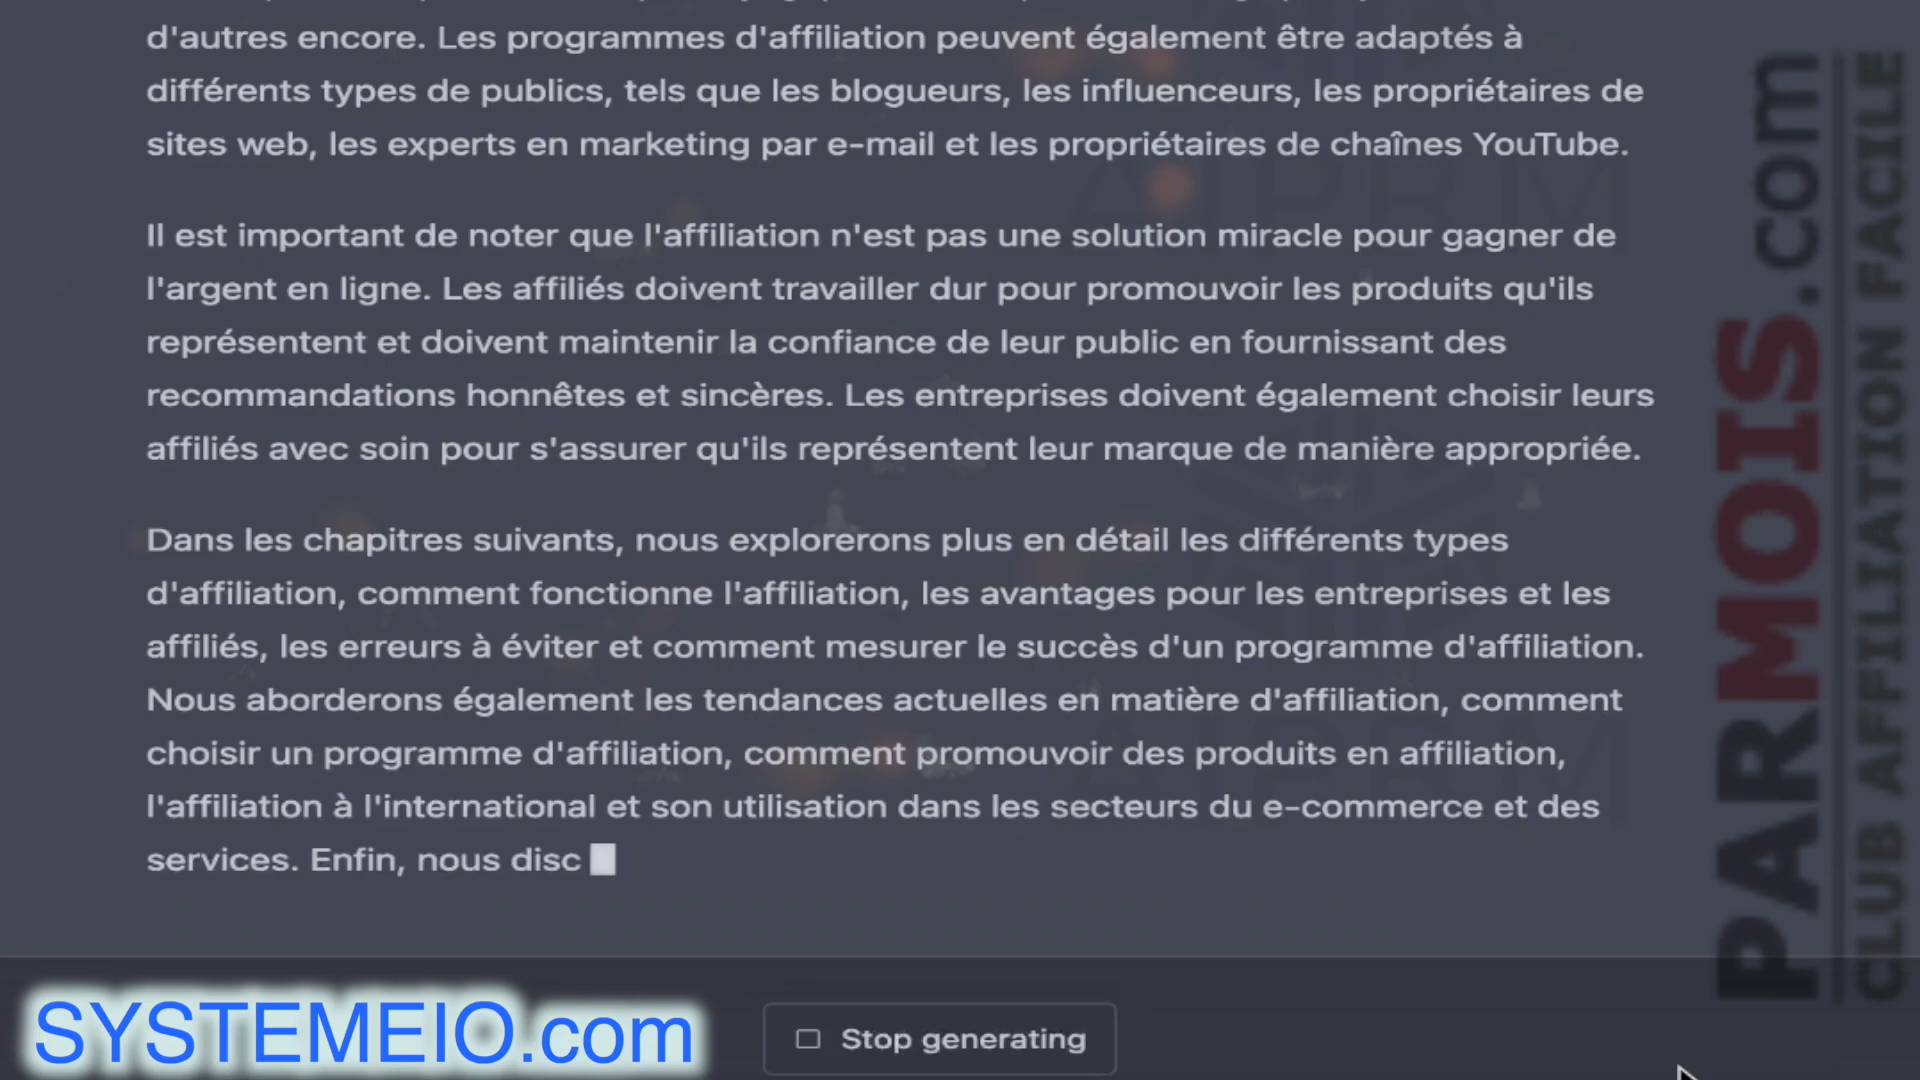 d'autres encore. Les programmes d'affiliation peuvent également être adaptés à
différents types de publics, tels que les blogueurs, les influenceurs, les propriétaires de
sites web, les experts en marketing par e-mail et les propriétaires de chaînes YouTube.
Il est important de noter que l'affiliation n'est pas une solution miracle pour gagner de
l'argent en ligne. Les affiliés doivent travailler dur pour promouvoir les produits qu'ils
représentent et doivent maintenir la confiance de leur public en fournissant des
recommandations honnêtes et sincères. Les entreprises doivent également choisir leurs
affiliés avec soin pour s'assurer qu'ils représentent leur marque de manière appropriée.
Dans les chapitres suivants, nous explorerons plus en détail les différents types
d'affiliation, comment fonctionne l'affiliation, les avantages pour les entreprises et les
affiliés, les erreurs à éviter et comment mesurer le succès d'un programme d'affiliation.
Nous aborderons également les tendances actuelles en matière d'affiliation, comment
choisir un programme d'affiliation, comment promouvoir des produits en affiliation,
l'affiliation à l'international et son utilisation dans les secteurs du e-commerce et des
services. Enfin, nous disc
Stop generating
SYSTEMEIO.com
PARMOIS.com
CLUB AFFILIATION FACILE
AIPRM
AIPRM